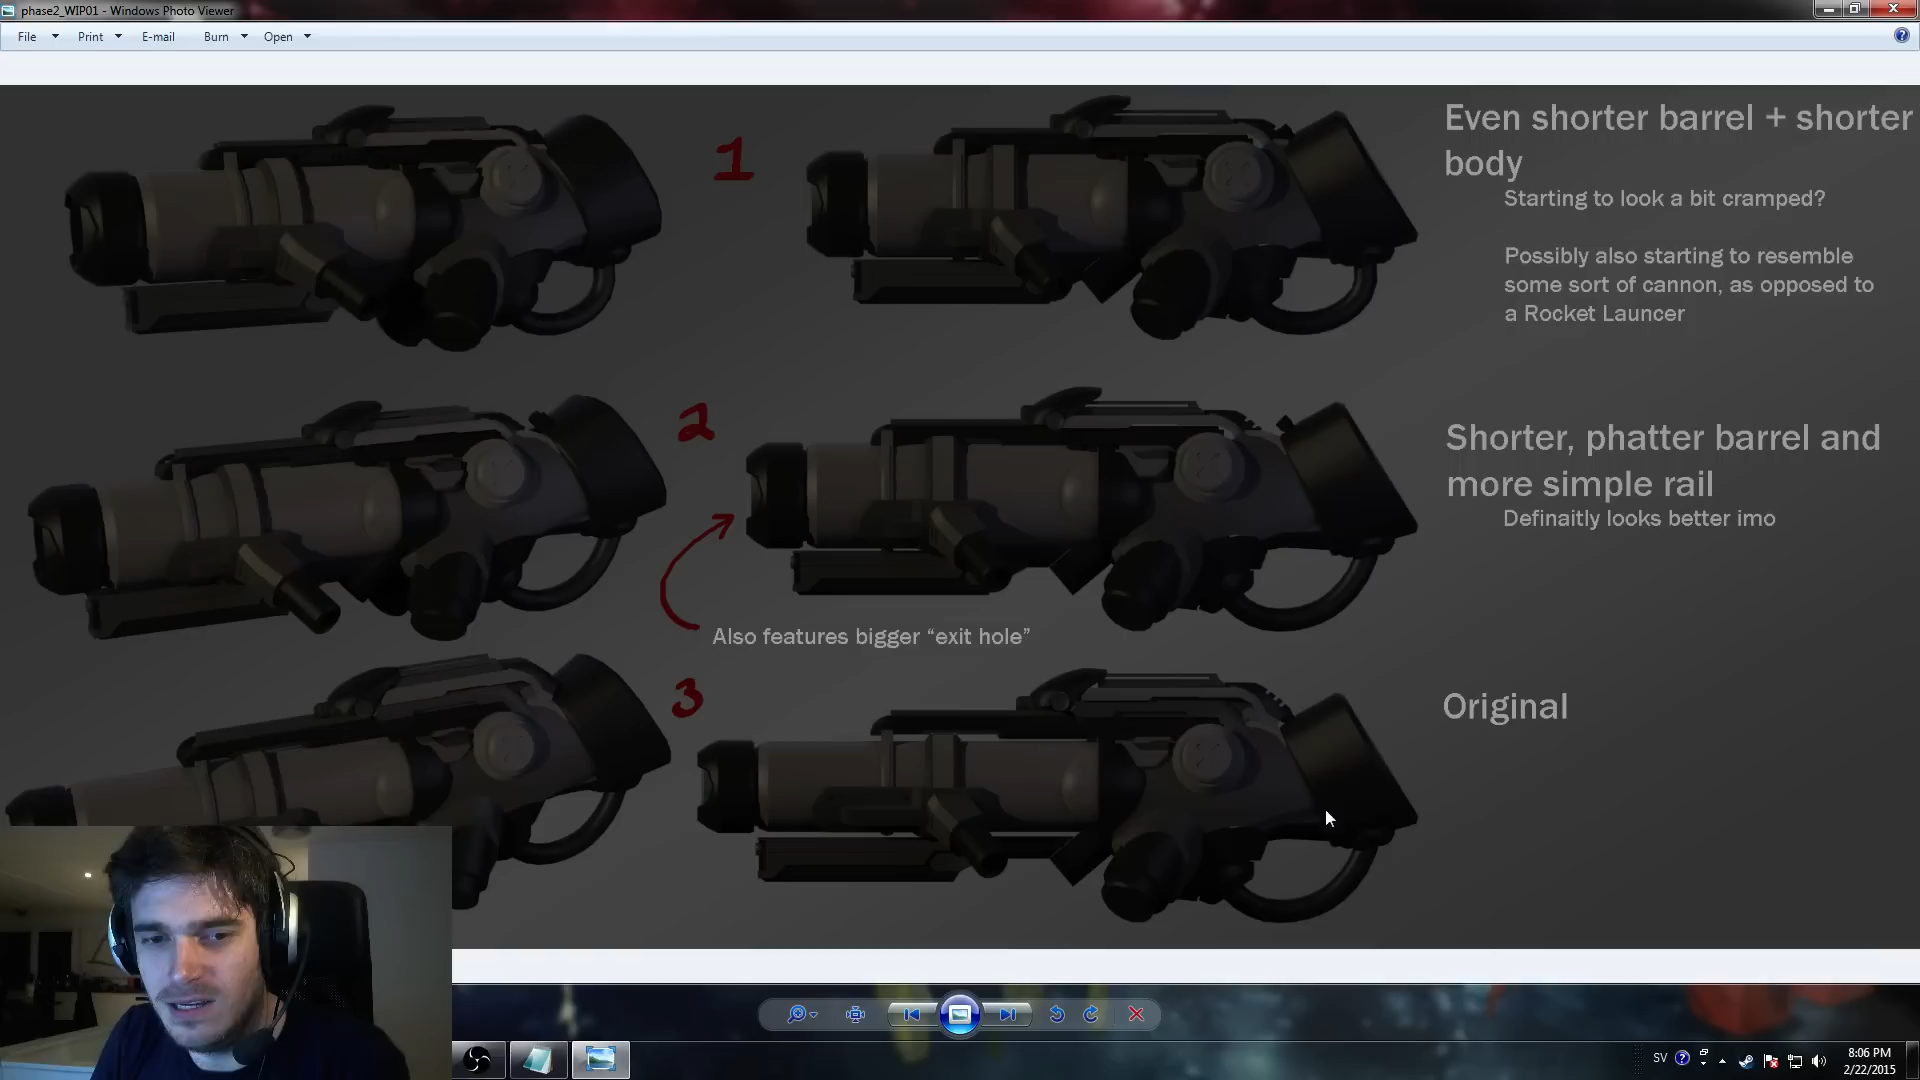 phase2_WIP01 - Windows Photo Viewer
File Print E-mail Burn Open
1
Even shorter barrel + shorter
body
Starting to look a bit cramped?
Possibly also starting to resemble
some sort of cannon, as opposed to
a Rocket Launcer
2
Shorter, phatter barrel and
more simple rail
Definaitly looks better imo
Also features bigger “exit hole”
3
Original
SV
8:06 PM
2/22/2015